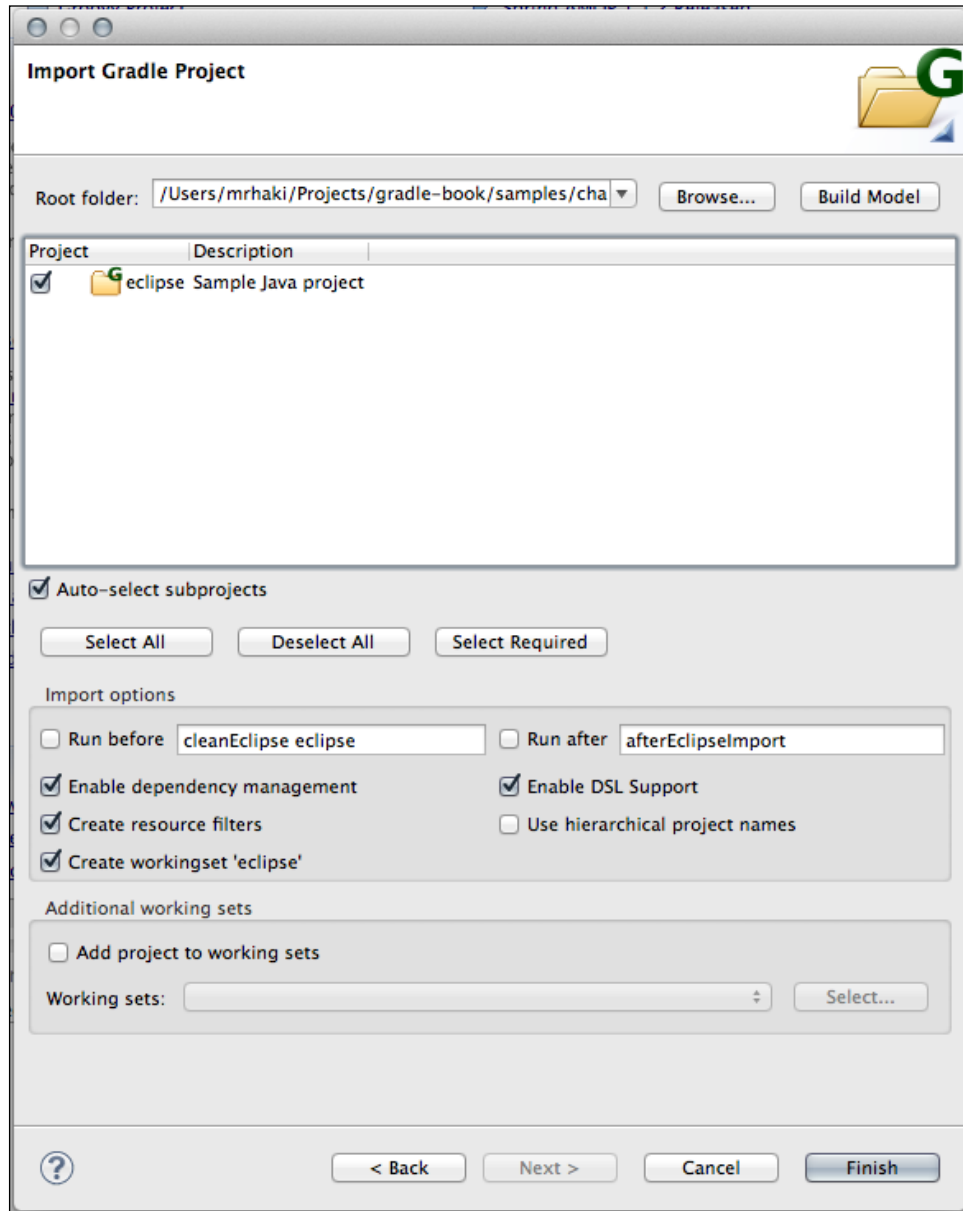 Import Gradle Project
G
Root folder: /Users/mrhaki/Projects/gradle-book/samples/cha Browse... Build Model
Project Description
G eclipse Sample Java project
Auto-select subprojects
Select All Deselect All Select Required
Import options
Run before cleanEclipse eclipse Run after afterEclipseImport
Enable dependency management Enable DSL Support
Create resource filters Use hierarchical project names
Create workingset 'eclipse'
Additional working sets
Add project to working sets
Working sets: Select...
? < Back Next > Cancel Finish